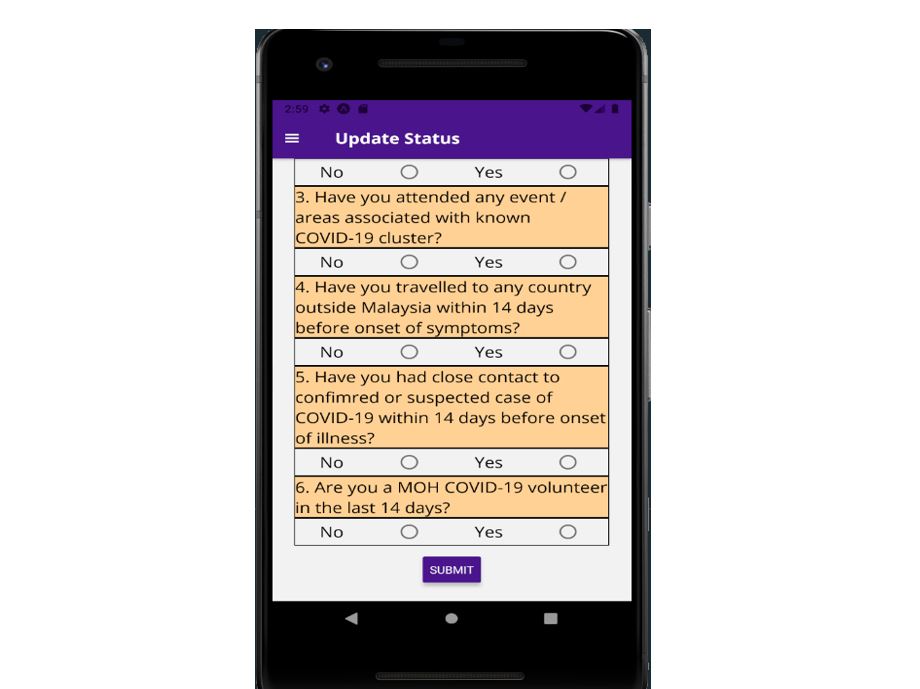 2:59
Update Status
No Yes
3. Have you attended any event /
areas associated with known
COVID-19 cluster?
No Yes
4. Have you travelled to any country
outside Malaysia within 14 days
before onset of symptoms?
No Yes
5. Have you had close contact to
confimred or suspected case of
COVID-19 within 14 days before onset
of illness?
No Yes
6. Are you a MOH COVID-19 volunteer
in the last 14 days?
No Yes
SUBMIT